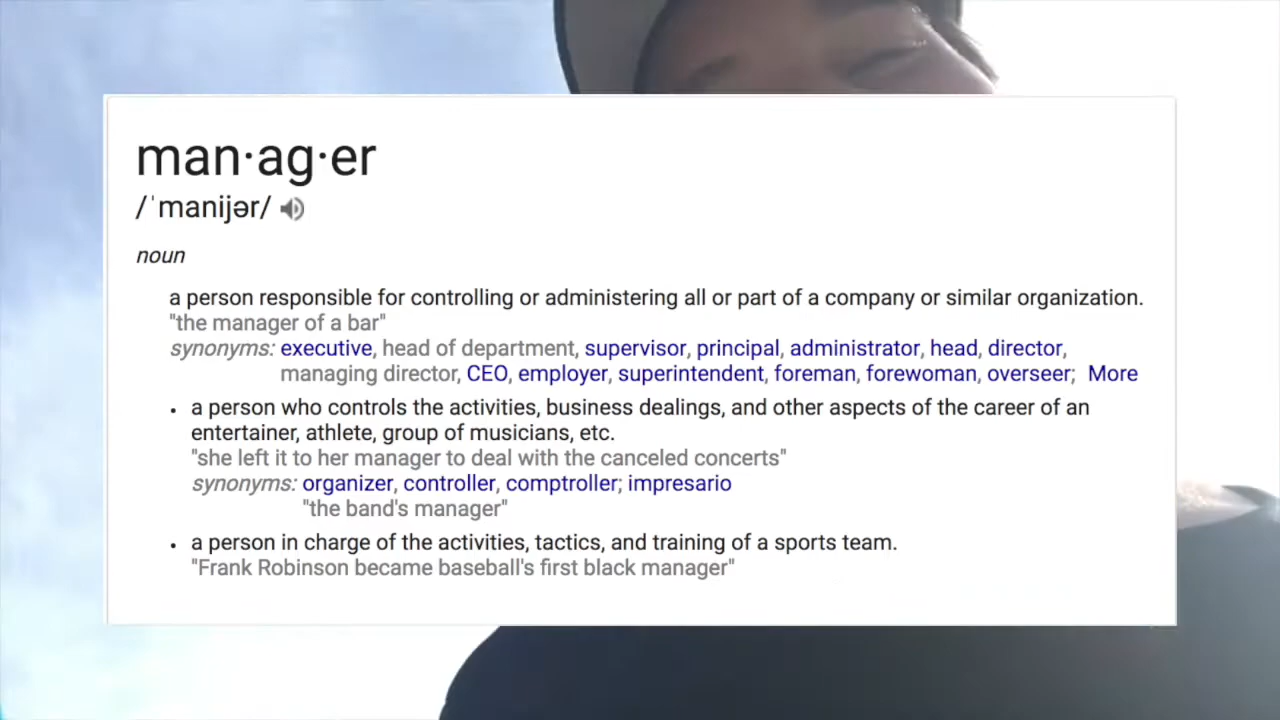 man·ag·er
/ˈmanijər/
noun
a person responsible for controlling or administering all or part of a company or similar organization.
"the manager of a bar"
synonyms: executive, head of department, supervisor, principal, administrator, head, director,
managing director, CEO, employer, superintendent, foreman, forewoman, overseer; More
• a person who controls the activities, business dealings, and other aspects of the career of an
entertainer, athlete, group of musicians, etc.
"she left it to her manager to deal with the canceled concerts"
synonyms: organizer, controller, comptroller; impresario
"the band's manager"
• a person in charge of the activities, tactics, and training of a sports team.
"Frank Robinson became baseball's first black manager"